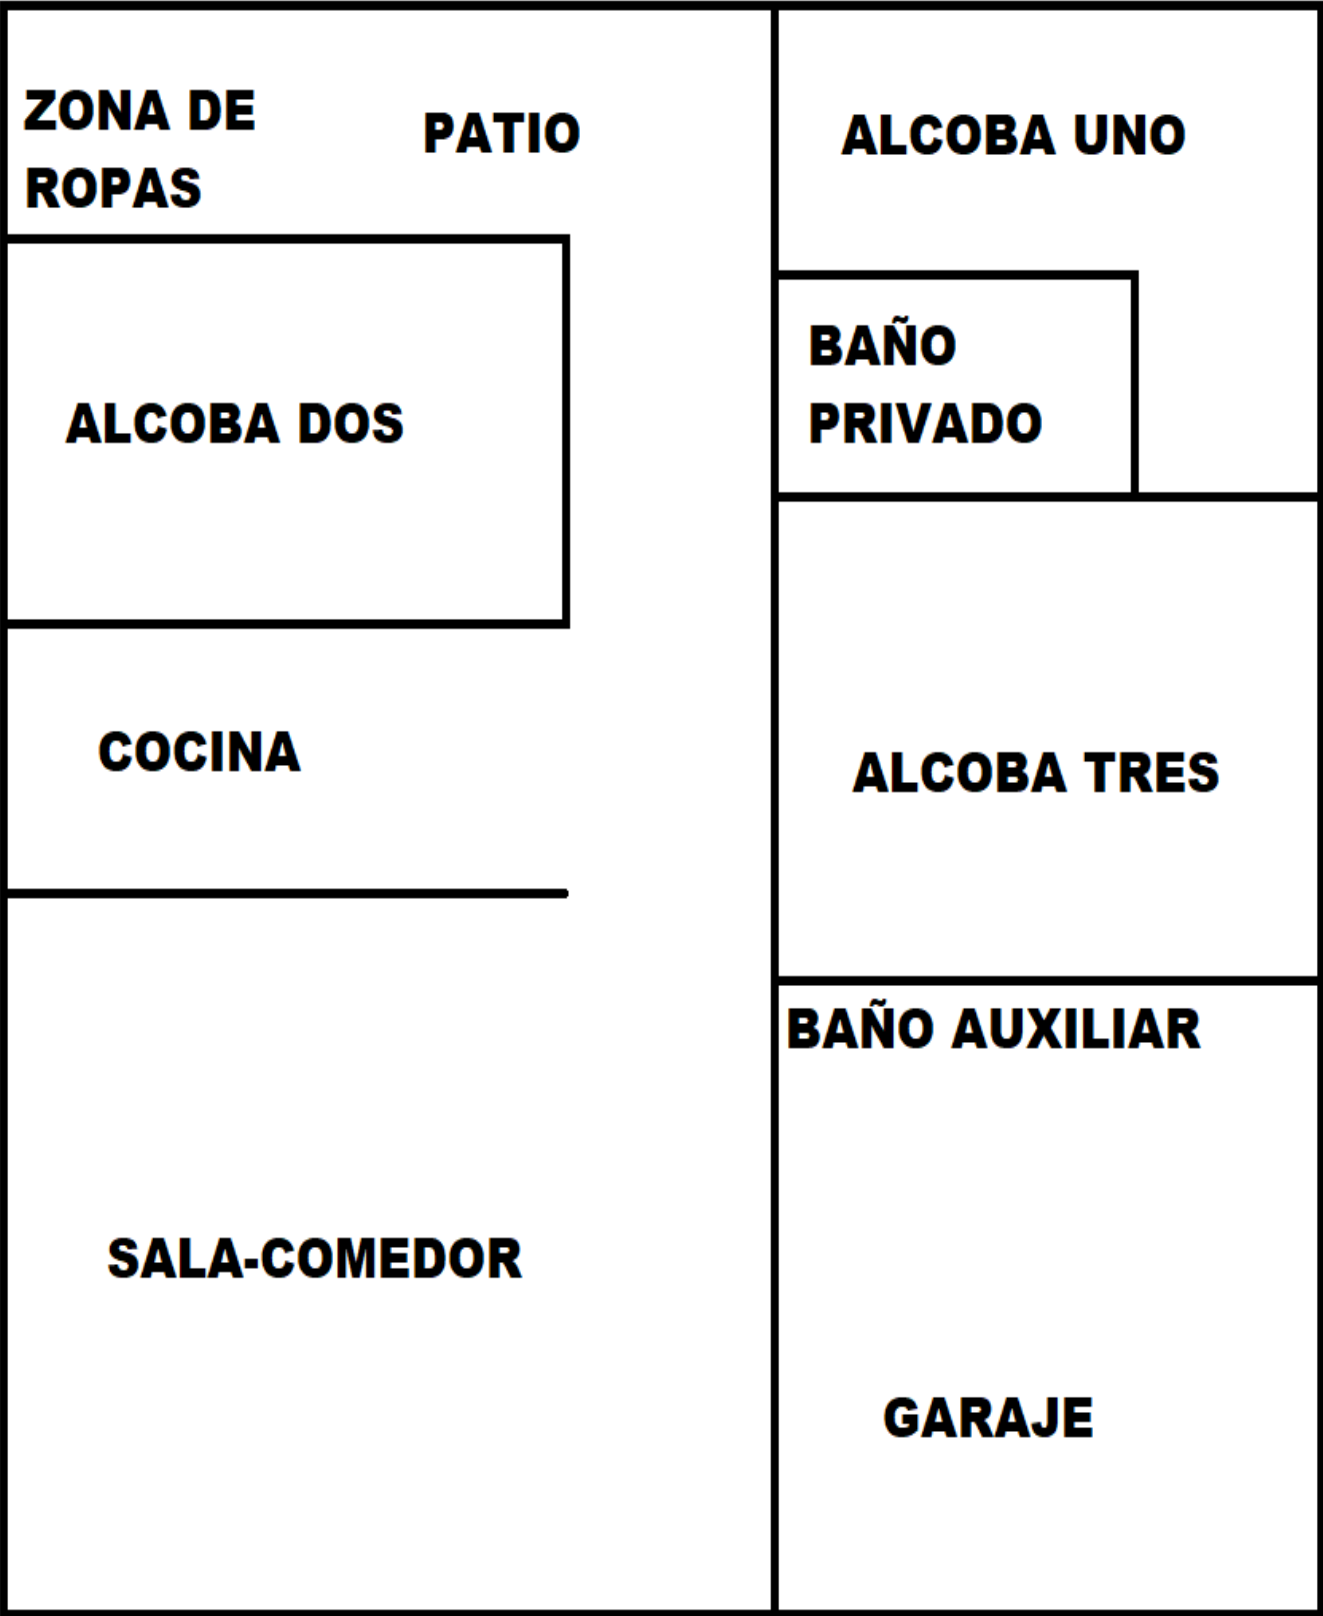 ZONA DE
ROPAS
PATIO
ALCOBA UNO
BAÑO
PRIVADO
ALCOBA DOS
COCINA
ALCOBA TRES
BAÑO AUXILIAR
SALA-COMEDOR
GARAJE